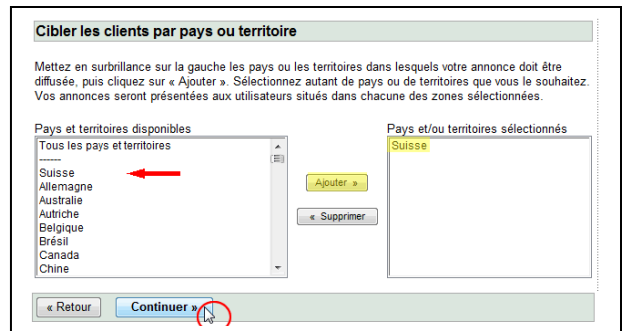 Cibler les clients par pays ou territoire
Mettez en surbrillance sur la gauche les pays ou les territoires dans lesquels votre annonce doit être
diffusée, puis cliquez sur « Ajouter ». Sélectionnez autant de pays ou de territoires que vous le souhaitez.
Vos annonces seront présentées aux utilisateurs situés dans chacune des zones sélectionnées.
Pays et territoires disponibles
Tous les pays et territoires
------
Suisse
Allemagne
Australie
Autriche
Belgique
Brésil
Canada
Chine
Ajouter »
« Supprimer
Pays et/ou territoires sélectionnés
Suisse
« Retour
Continuer »